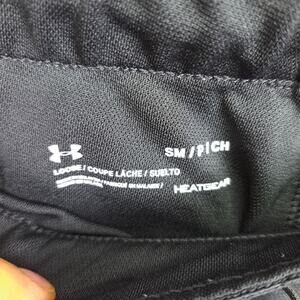 SM / P | CH
LOOSE / COUPE LÂCHE / SUELTO
HEATGEAR